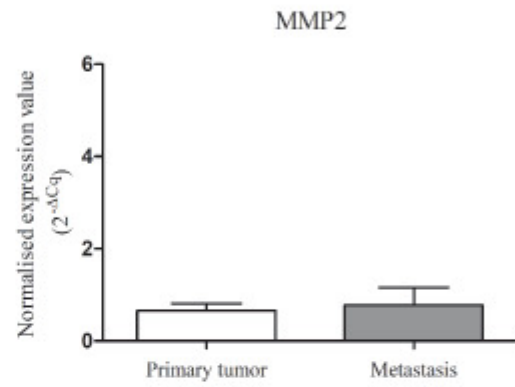 MMP2
Normalised expression value
(2^-ΔCq)
6
4
2
0
Primary tumor
Metastasis